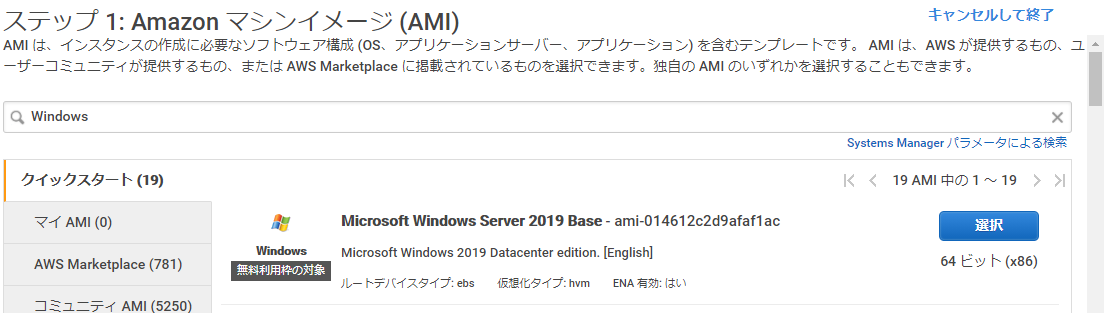 ステップ 1: Amazon マシンイメージ (AMI)
キャンセルして終了
AMI は、インスタンスの作成に必要なソフトウェア構成 (OS、アプリケーションサーバー、アプリケーション) を含むテンプレートです。 AMI は、AWS が提供するもの、ユ
ーザーコミュニティが提供するもの、または AWS Marketplace に掲載されているものを選択できます。独自の AMI のいずれかを選択することもできます。
Windows
Systems Manager パラメータによる検索
クイックスタート (19)
19 AMI 中の 1 ~ 19
マイ AMI (0)
AWS Marketplace (781)
コミュニティ AMI (5250)
Windows
無料利用枠の対象
Microsoft Windows Server 2019 Base - ami-014612c2d9afaf1ac
Microsoft Windows 2019 Datacenter edition. [English]
ルートデバイスタイプ: ebs 仮想化タイプ: hvm ENA 有効: はい
選択
64 ビット (x86)